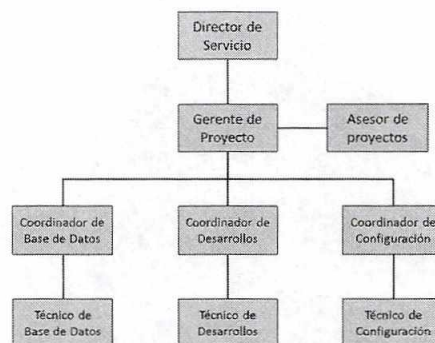 Director de
Servicio
Gerente de
Proyecto
Asesor de
proyectos
Coordinador de
Base de Datos
Coordinador de
Desarrollos
Coordinador de
Configuración
Técnico de
Base de Datos
Técnico de
Desarrollos
Técnico de
Configuración